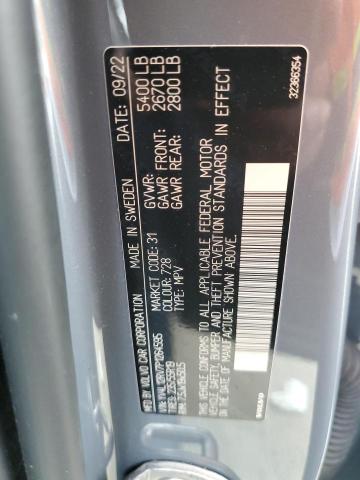 MFD BY: VOLVO CAR CORPORATION
MADE IN SWEDEN
DATE: 09/22
MARKET CODE: 31
COLOUR: 728
TYPE: MPV
GVWR: 5400 LB
GAWR FRONT: 2670 LB
GAWR REAR: 2800 LB
THIS VEHICLE CONFORMS TO ALL APPLICABLE FEDERAL MOTOR
VEHICLE SAFETY, BUMPER AND THEFT PREVENTION STANDARDS IN EFFECT
ON THE DATE OF MANUFACTURE SHOWN ABOVE.
VOLVO
32366354